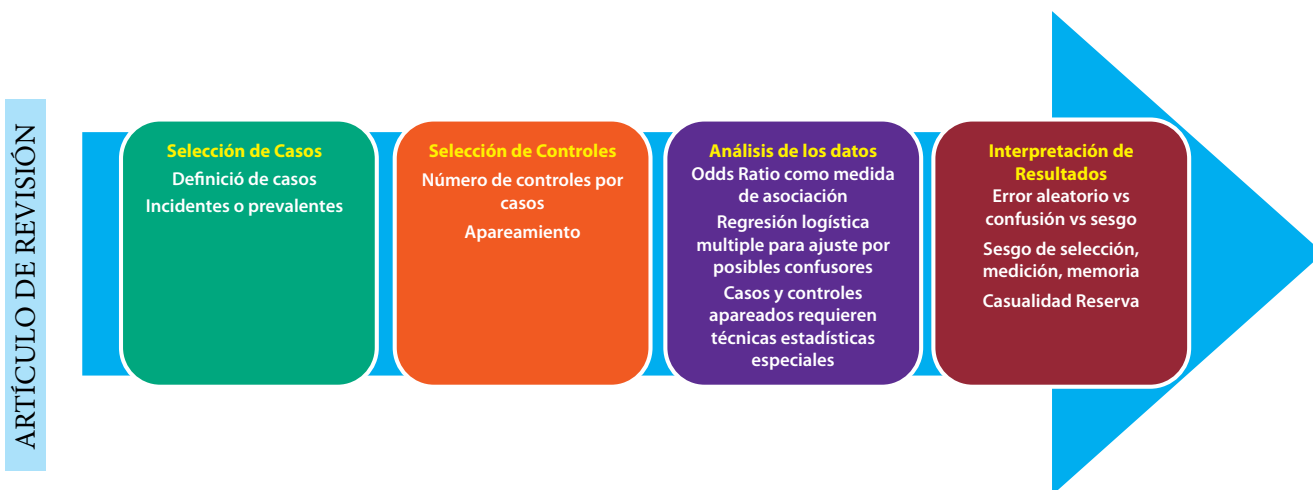 ARTÍCULO DE REVISIÓN
Selección de Casos
Definició de casos
Incidentes o prevalentes
Selección de Controles
Número de controles por
casos
Apareamiento
Análisis de los datos
Odds Ratio como medida
de asociación
Regresión logística
multiple para ajuste por
posibles confusores
Casos y controles
apareados requieren
técnicas estadísticas
especiales
Interpretación de
Resultados
Error aleatorio vs
confusión vs sesgo
Sesgo de selección,
medición, memoria
Casualidad Reserva